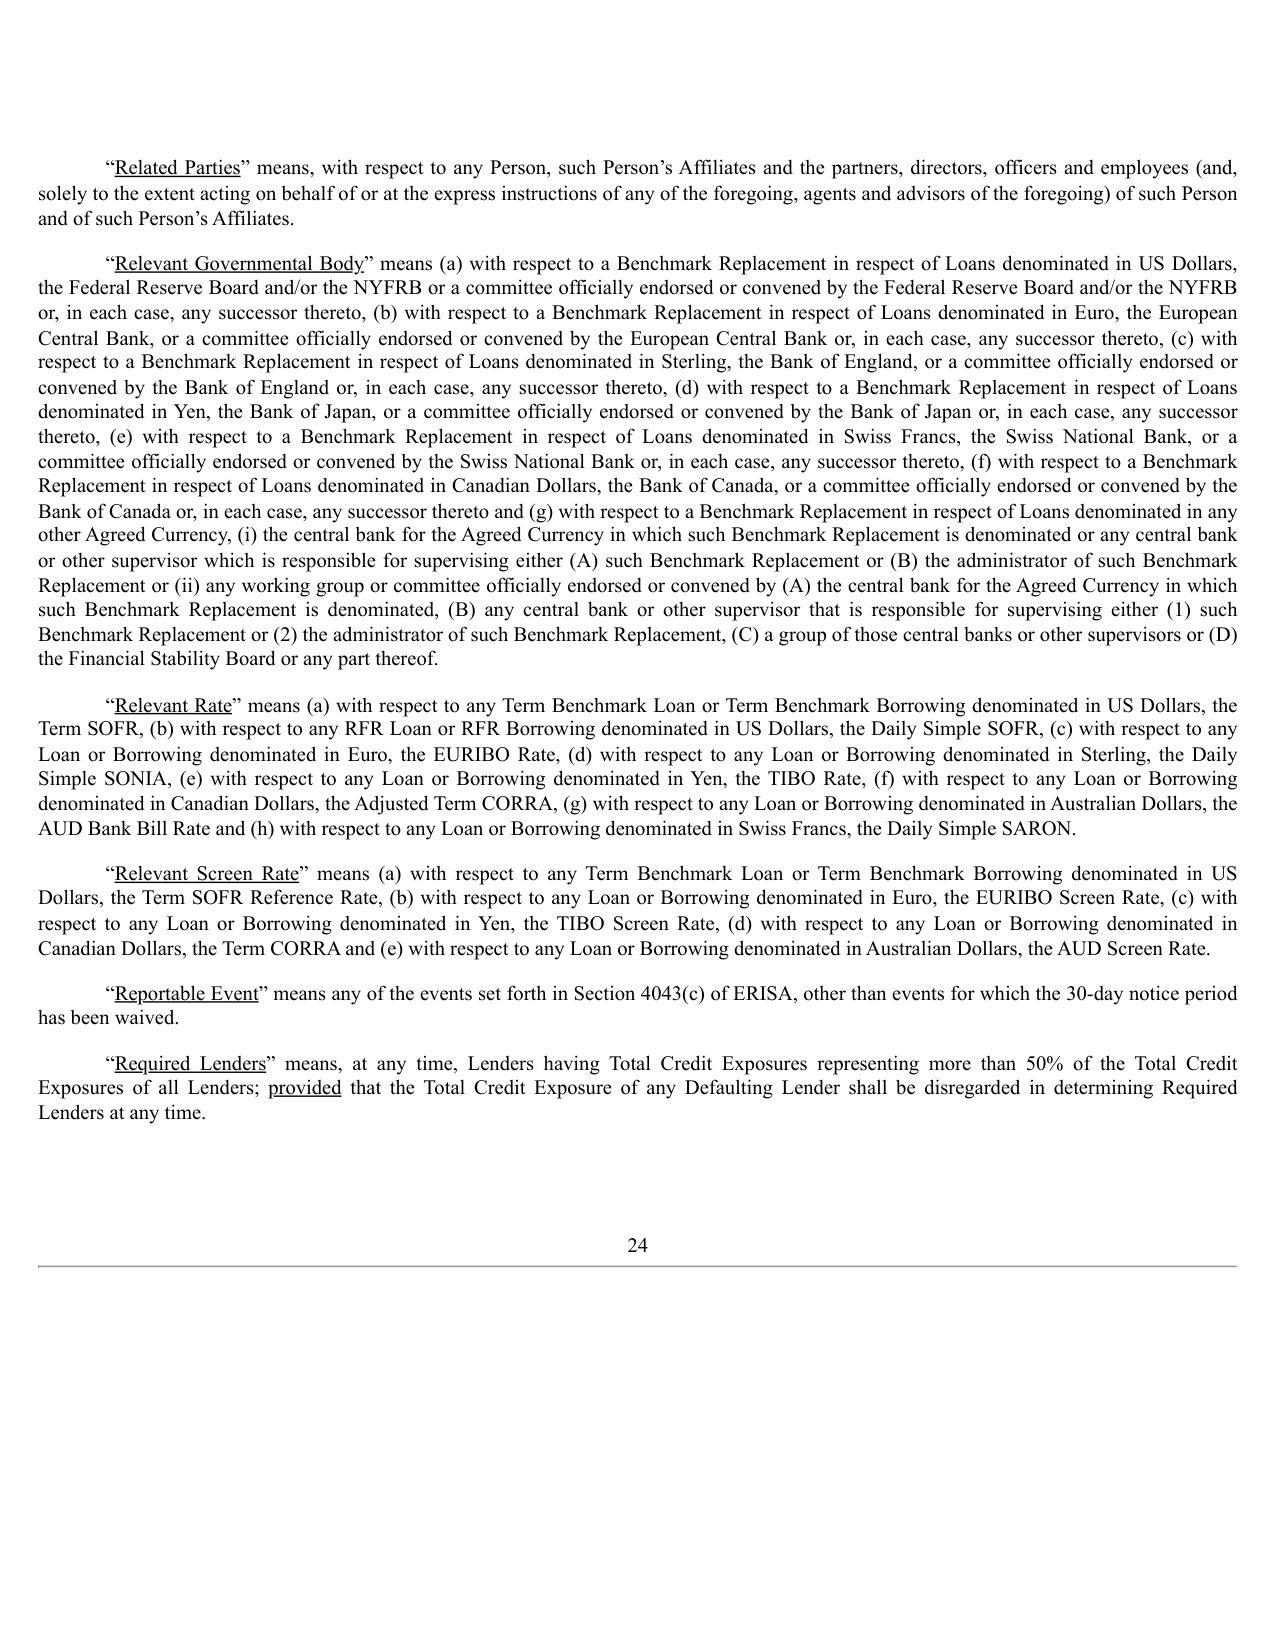 “Related Parties” means, with respect to any Person, such Person’s Affiliates and the partners, directors, officers and employees (and,
solely to the extent acting on behalf of or at the express instructions of any of the foregoing, agents and advisors of the foregoing) of such Person
and of such Person’s Affiliates.
“Relevant Governmental Body” means (a) with respect to a Benchmark Replacement in respect of Loans denominated in US Dollars,
the Federal Reserve Board and/or the NYFRB or a committee officially endorsed or convened by the Federal Reserve Board and/or the NYFRB
or, in each case, any successor thereto, (b) with respect to a Benchmark Replacement in respect of Loans denominated in Euro, the European
Central Bank, or a committee officially endorsed or convened by the European Central Bank or, in each case, any successor thereto, (c) with
respect to a Benchmark Replacement in respect of Loans denominated in Sterling, the Bank of England, or a committee officially endorsed or
convened by the Bank of England or, in each case, any successor thereto, (d) with respect to a Benchmark Replacement in respect of Loans
denominated in Yen, the Bank of Japan, or a committee officially endorsed or convened by the Bank of Japan or, in each case, any successor
thereto, (e) with respect to a Benchmark Replacement in respect of Loans denominated in Swiss Francs, the Swiss National Bank, or a
committee officially endorsed or convened by the Swiss National Bank or, in each case, any successor thereto, (f) with respect to a Benchmark
Replacement in respect of Loans denominated in Canadian Dollars, the Bank of Canada, or a committee officially endorsed or convened by the
Bank of Canada or, in each case, any successor thereto and (g) with respect to a Benchmark Replacement in respect of Loans denominated in any
other Agreed Currency, (i) the central bank for the Agreed Currency in which such Benchmark Replacement is denominated or any central bank
or other supervisor which is responsible for supervising either (A) such Benchmark Replacement or (B) the administrator of such Benchmark
Replacement or (ii) any working group or committee officially endorsed or convened by (A) the central bank for the Agreed Currency in which
such Benchmark Replacement is denominated, (B) any central bank or other supervisor that is responsible for supervising either (1) such
Benchmark Replacement or (2) the administrator of such Benchmark Replacement, (C) a group of those central banks or other supervisors or (D)
the Financial Stability Board or any part thereof.
“Relevant Rate” means (a) with respect to any Term Benchmark Loan or Term Benchmark Borrowing denominated in US Dollars, the
Term SOFR, (b) with respect to any RFR Loan or RFR Borrowing denominated in US Dollars, the Daily Simple SOFR, (c) with respect to any
Loan or Borrowing denominated in Euro, the EURIBO Rate, (d) with respect to any Loan or Borrowing denominated in Sterling, the Daily
Simple SONIA, (e) with respect to any Loan or Borrowing denominated in Yen, the TIBO Rate, (f) with respect to any Loan or Borrowing
denominated in Canadian Dollars, the Adjusted Term CORRA, (g) with respect to any Loan or Borrowing denominated in Australian Dollars, the
AUD Bank Bill Rate and (h) with respect to any Loan or Borrowing denominated in Swiss Francs, the Daily Simple SARON.
“Relevant Screen Rate” means (a) with respect to any Term Benchmark Loan or Term Benchmark Borrowing denominated in US
Dollars, the Term SOFR Reference Rate, (b) with respect to any Loan or Borrowing denominated in Euro, the EURIBO Screen Rate, (c) with
respect to any Loan or Borrowing denominated in Yen, the TIBO Screen Rate, (d) with respect to any Loan or Borrowing denominated in
Canadian Dollars, the Term CORRA and (e) with respect to any Loan or Borrowing denominated in Australian Dollars, the AUD Screen Rate.
“Reportable Event” means any of the events set forth in Section 4043(c) of ERISA, other than events for which the 30-day notice period
has been waived.
“Required Lenders” means, at any time, Lenders having Total Credit Exposures representing more than 50% of the Total Credit
Exposures of all Lenders; provided that the Total Credit Exposure of any Defaulting Lender shall be disregarded in determining Required
Lenders at any time.
24